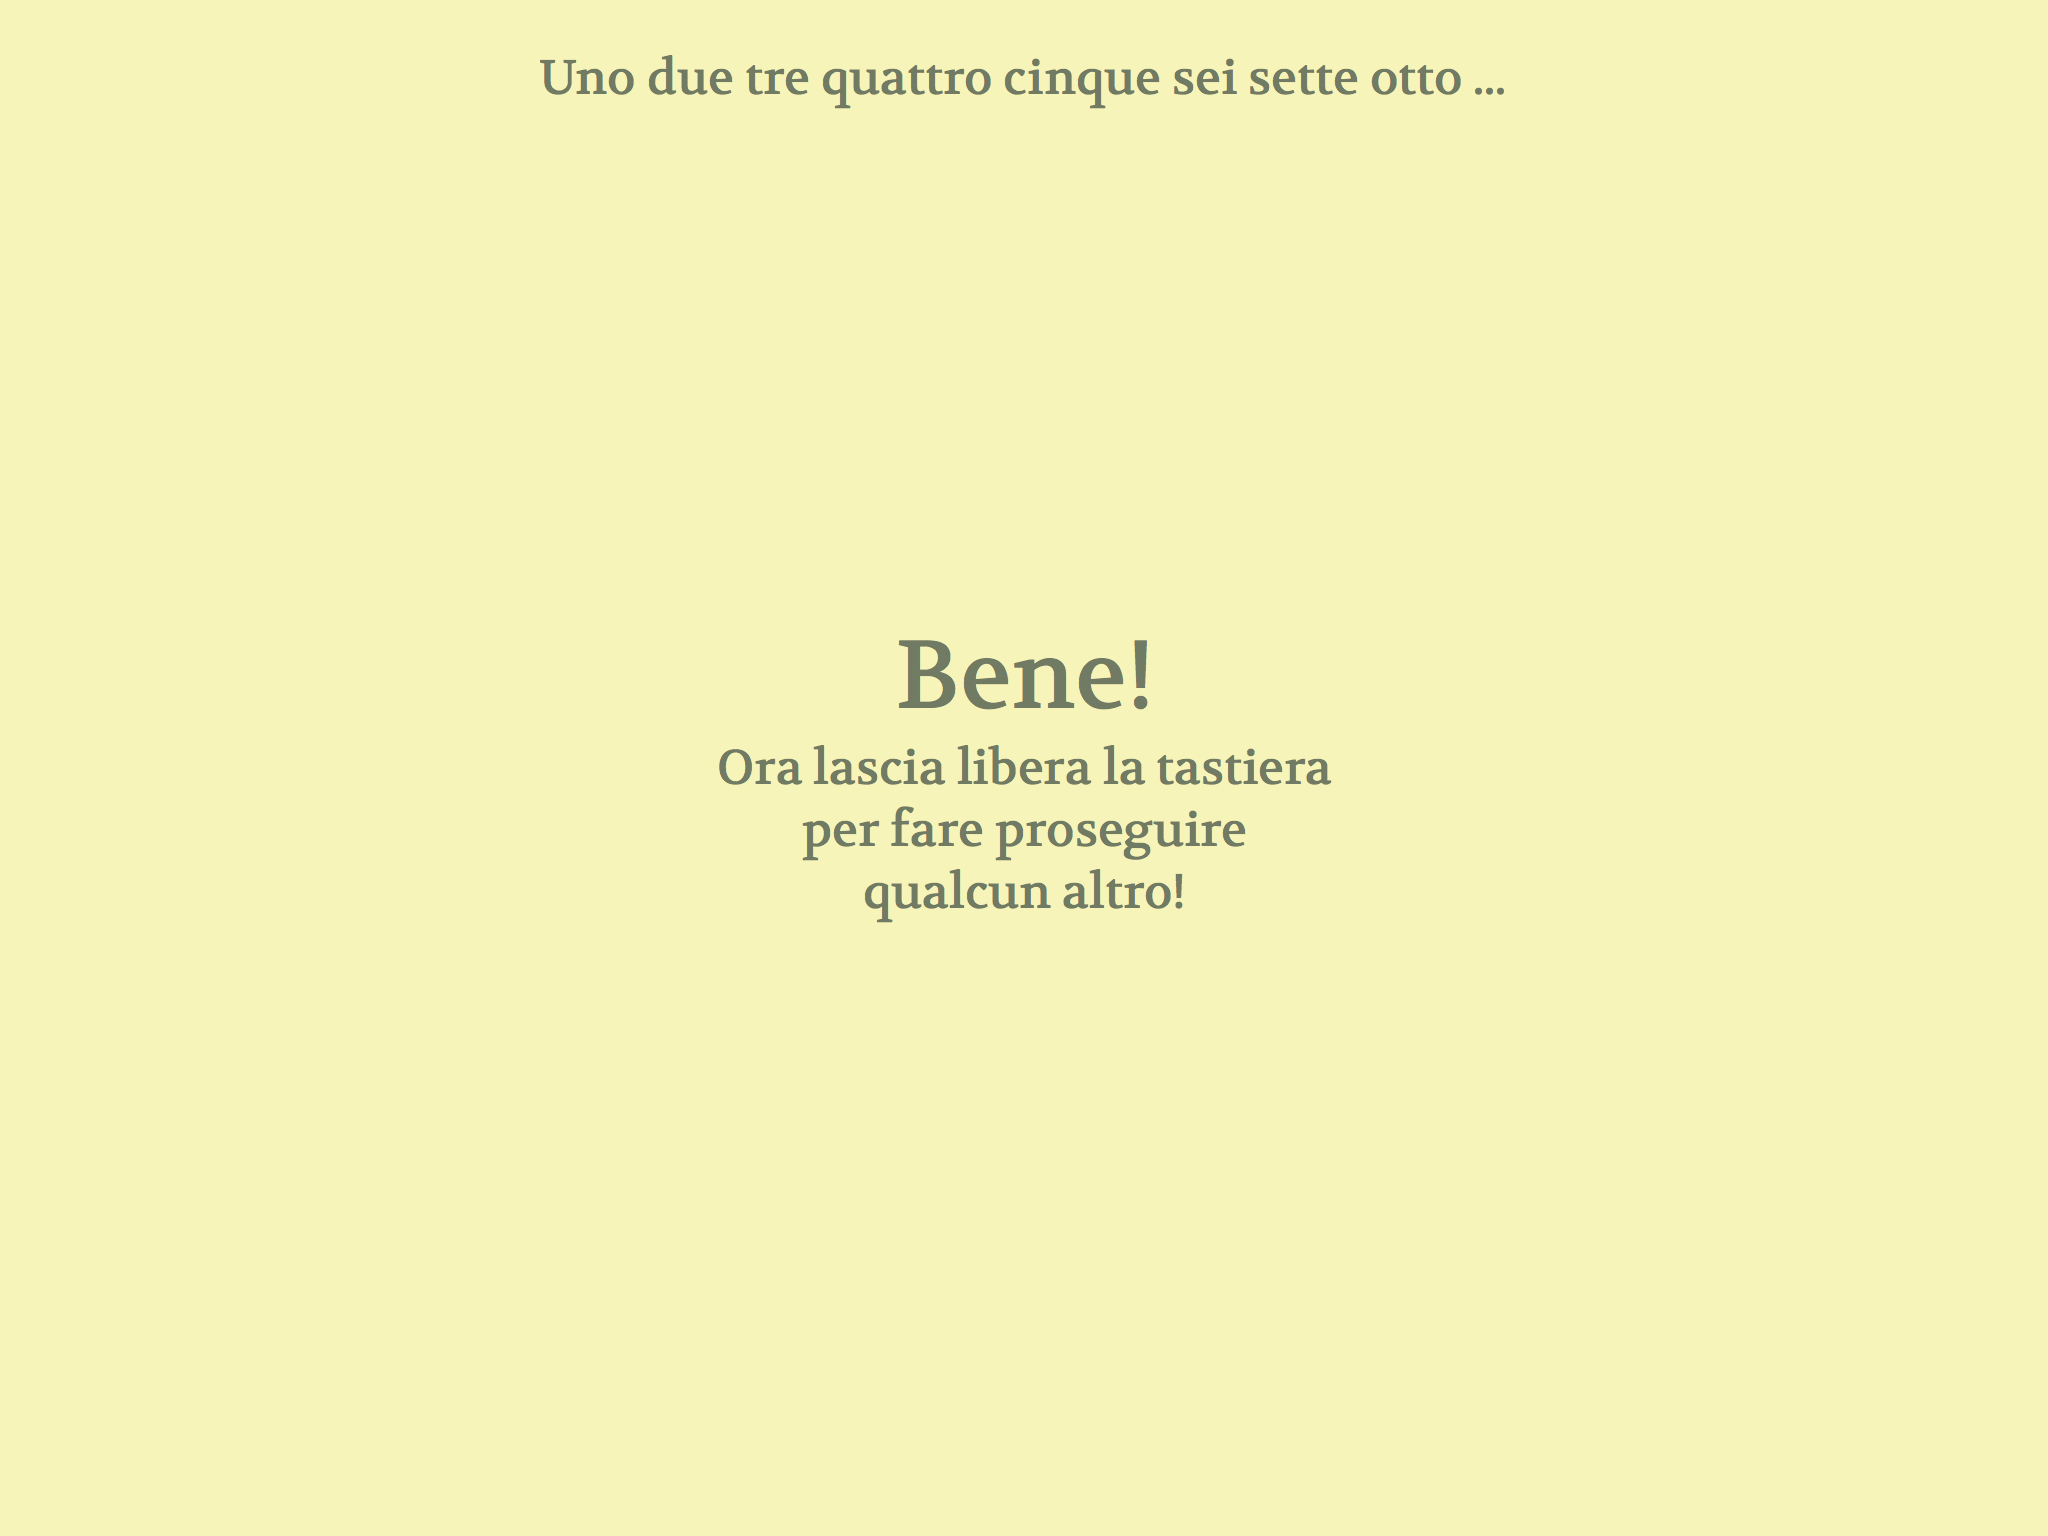 Uno due tre quattro cinque sei sette otto ...
Bene!
Ora lascia libera la tastiera
per fare proseguire
qualcun altro!